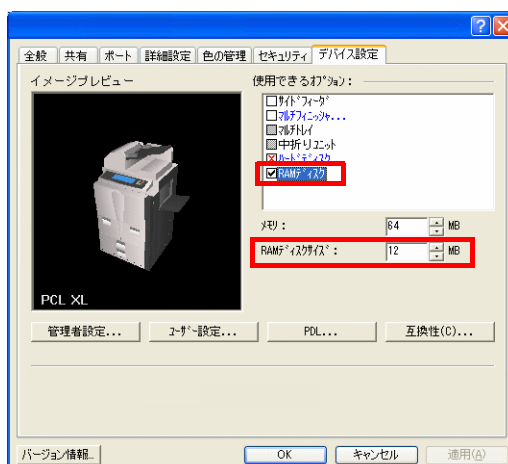 全般 共有 ポート 詳細設定 色の管理 セキュリティ デバイス設定
イメージプレビュー
使用できるｵﾌﾟｼｮﾝ：
ｻｲﾄﾞﾌｨｰﾀﾞ
ﾏﾙﾁﾌｨﾆｯｼｬ...
ﾏﾙﾁﾄﾚｲ
中折りﾕﾆｯﾄ
ﾊｰﾄﾞﾃﾞｨｽｸ
RAMﾃﾞｨｽｸ
ﾒﾓﾘ： 64 MB
RAMﾃﾞｨｽｸｻｲｽﾞ： 12 MB
PCL XL
管理者設定... ﾕｰｻﾞｰ設定... PDL... 互換性(C)...
バージョン情報...
OK キャンセル 適用(A)